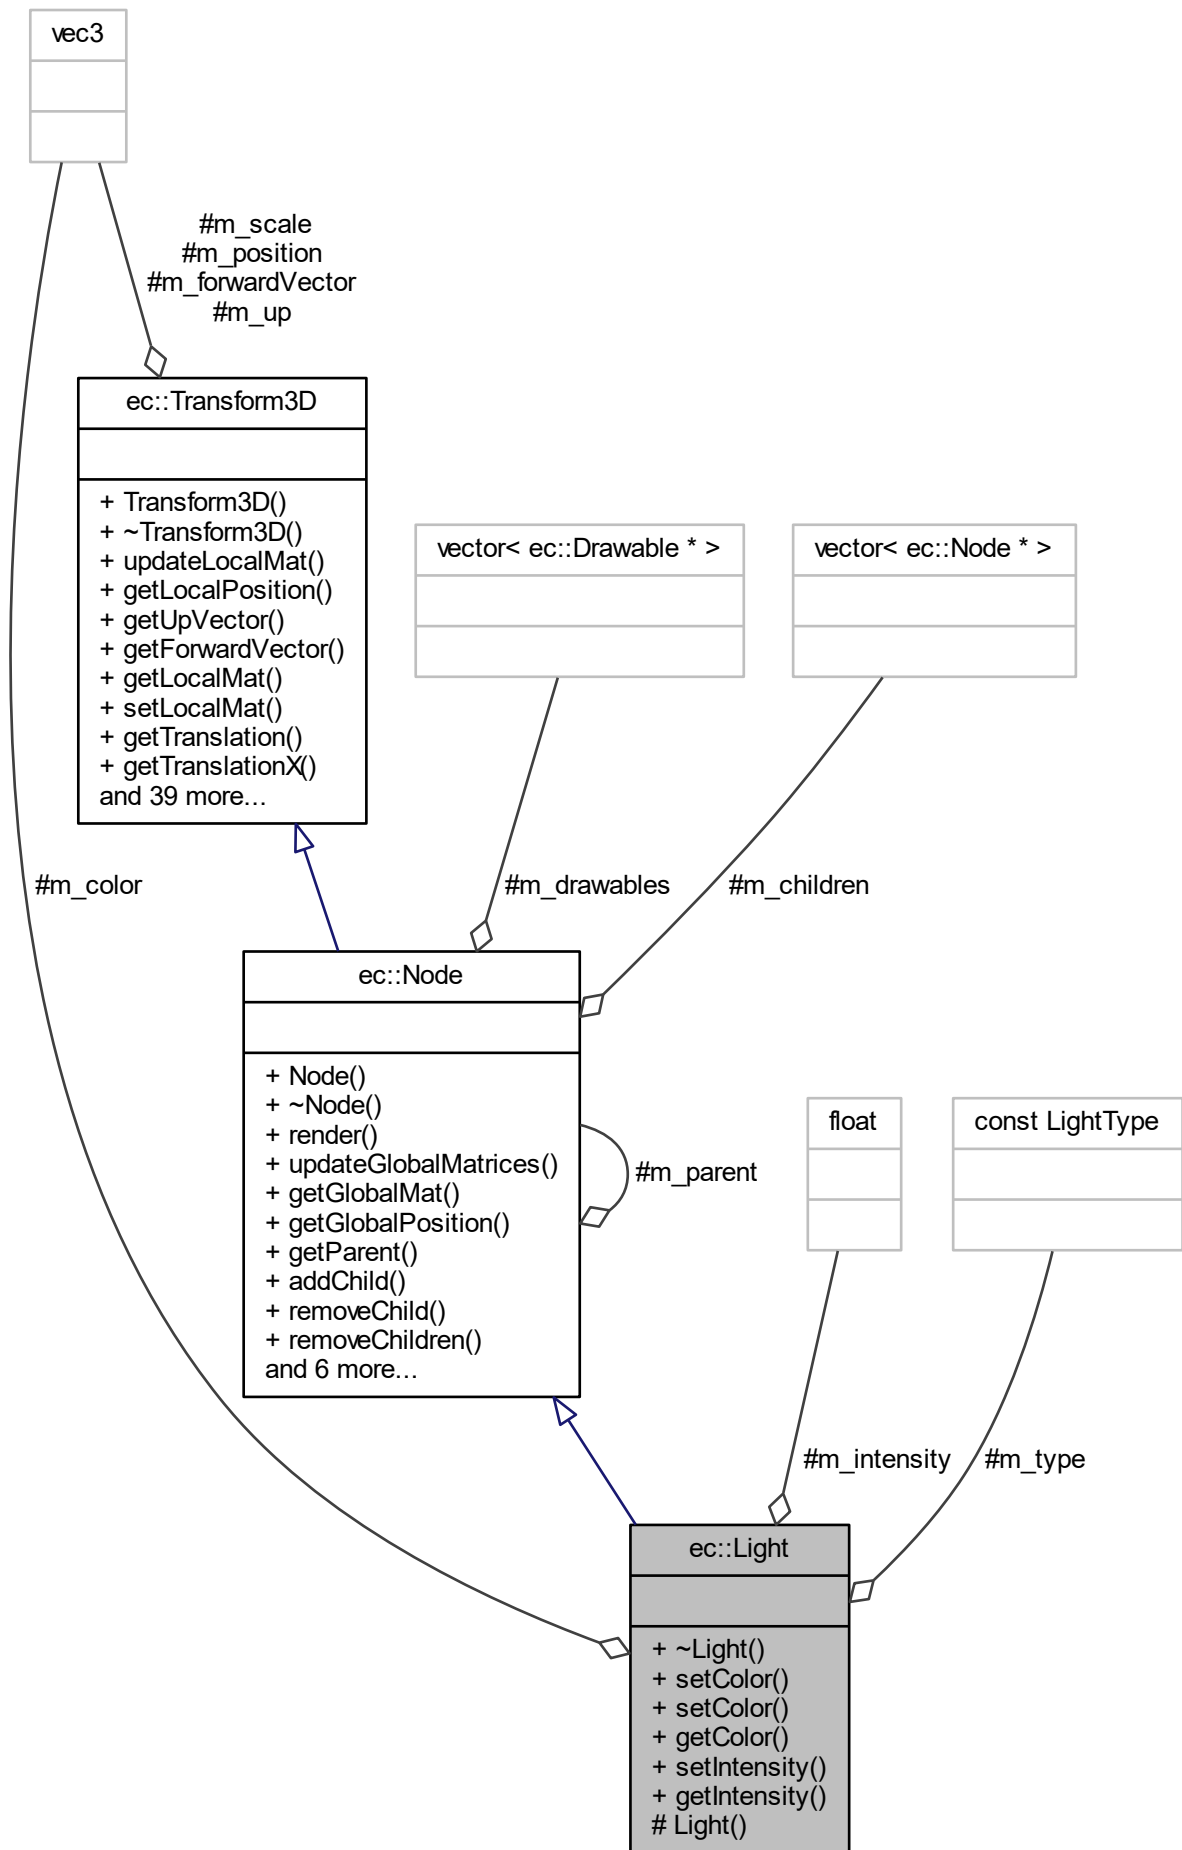 vec3
#m_scale
#m_position
#m_forwardVector
#m_up
ec::Transform3D
+ Transform3D()
+ ~Transform3D()
+ updateLocalMat()
+ getLocalPosition()
+ getUpVector()
+ getForwardVector()
+ getLocalMat()
+ setLocalMat()
+ getTranslation()
+ getTranslationX()
and 39 more...
vector< ec::Drawable * >
vector< ec::Node * >
#m_color
#m_drawables
#m_children
ec::Node
+ Node()
+ ~Node()
+ render()
+ updateGlobalMatrices()
+ getGlobalMat()
+ getGlobalPosition()
+ getParent()
+ addChild()
+ removeChild()
+ removeChildren()
and 6 more...
#m_parent
float
const LightType
#m_intensity
#m_type
ec::Light
+ ~Light()
+ setColor()
+ setColor()
+ getColor()
+ setIntensity()
+ getIntensity()
# Light()